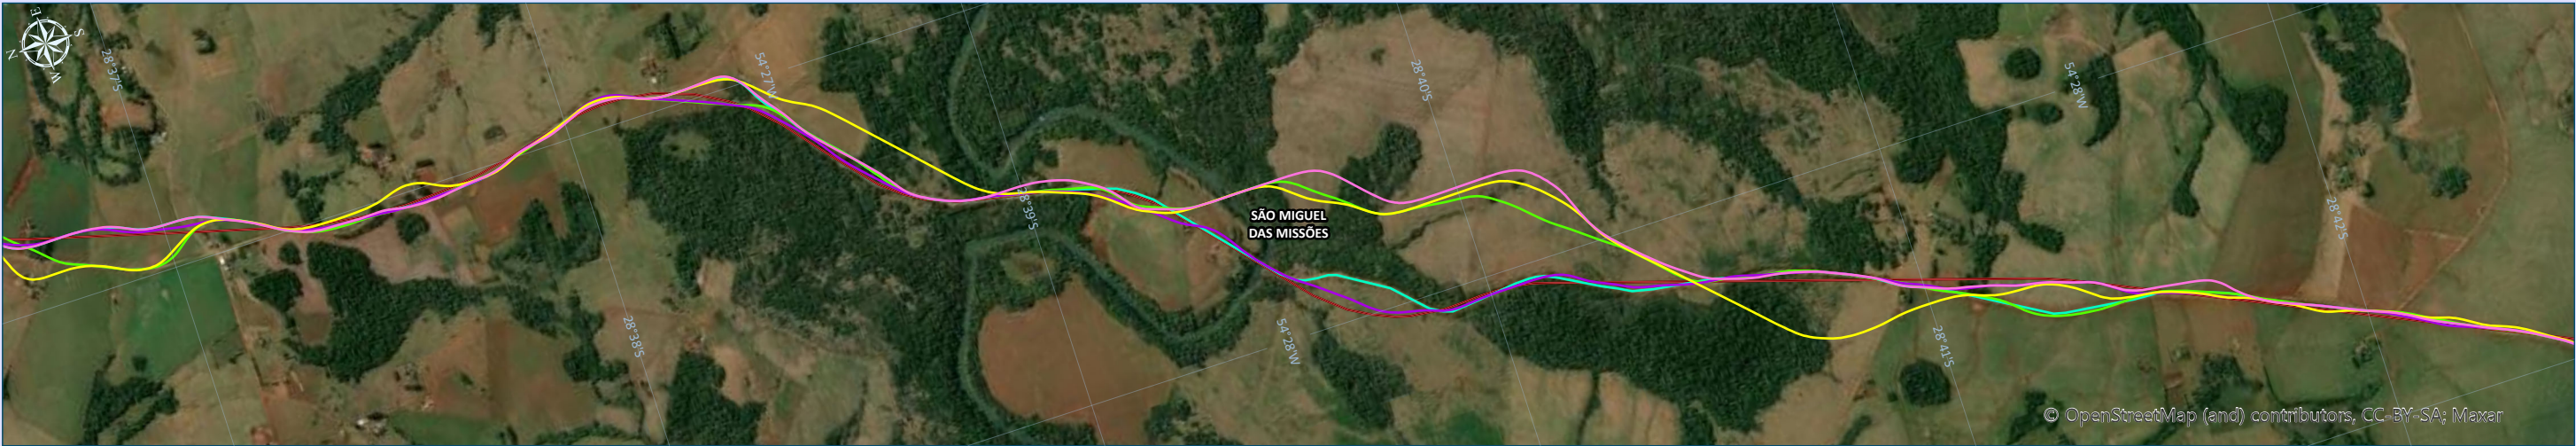 E
S
N
W
28°37'S
54°27'W
28°40'S
54°28'W
28°39'S
SÃO MIGUEL
DAS MISSÕES
28°42'S
28°38'S
54°28'W
28°41'S
© OpenStreetMap (and) contributors, CC-BY-SA; Maxar